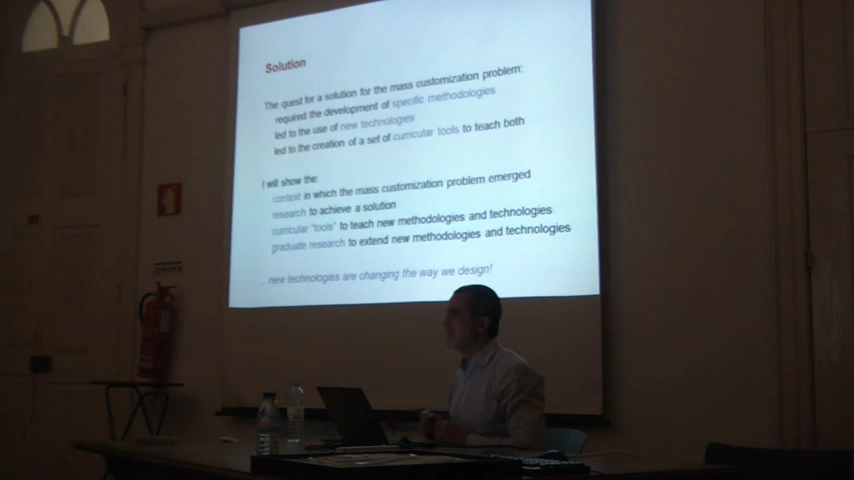 Solution
The quest for a solution for the mass customization problem:
required the development of specific methodologies
led to the use of new technologies
led to the creation of a set of curricular tools to teach both
I will show the:
context in which the mass customization problem emerged
research to achieve a solution
curricular “tools” to teach new methodologies and technologies
graduate research to extend new methodologies and technologies
... new technologies are changing the way we design!